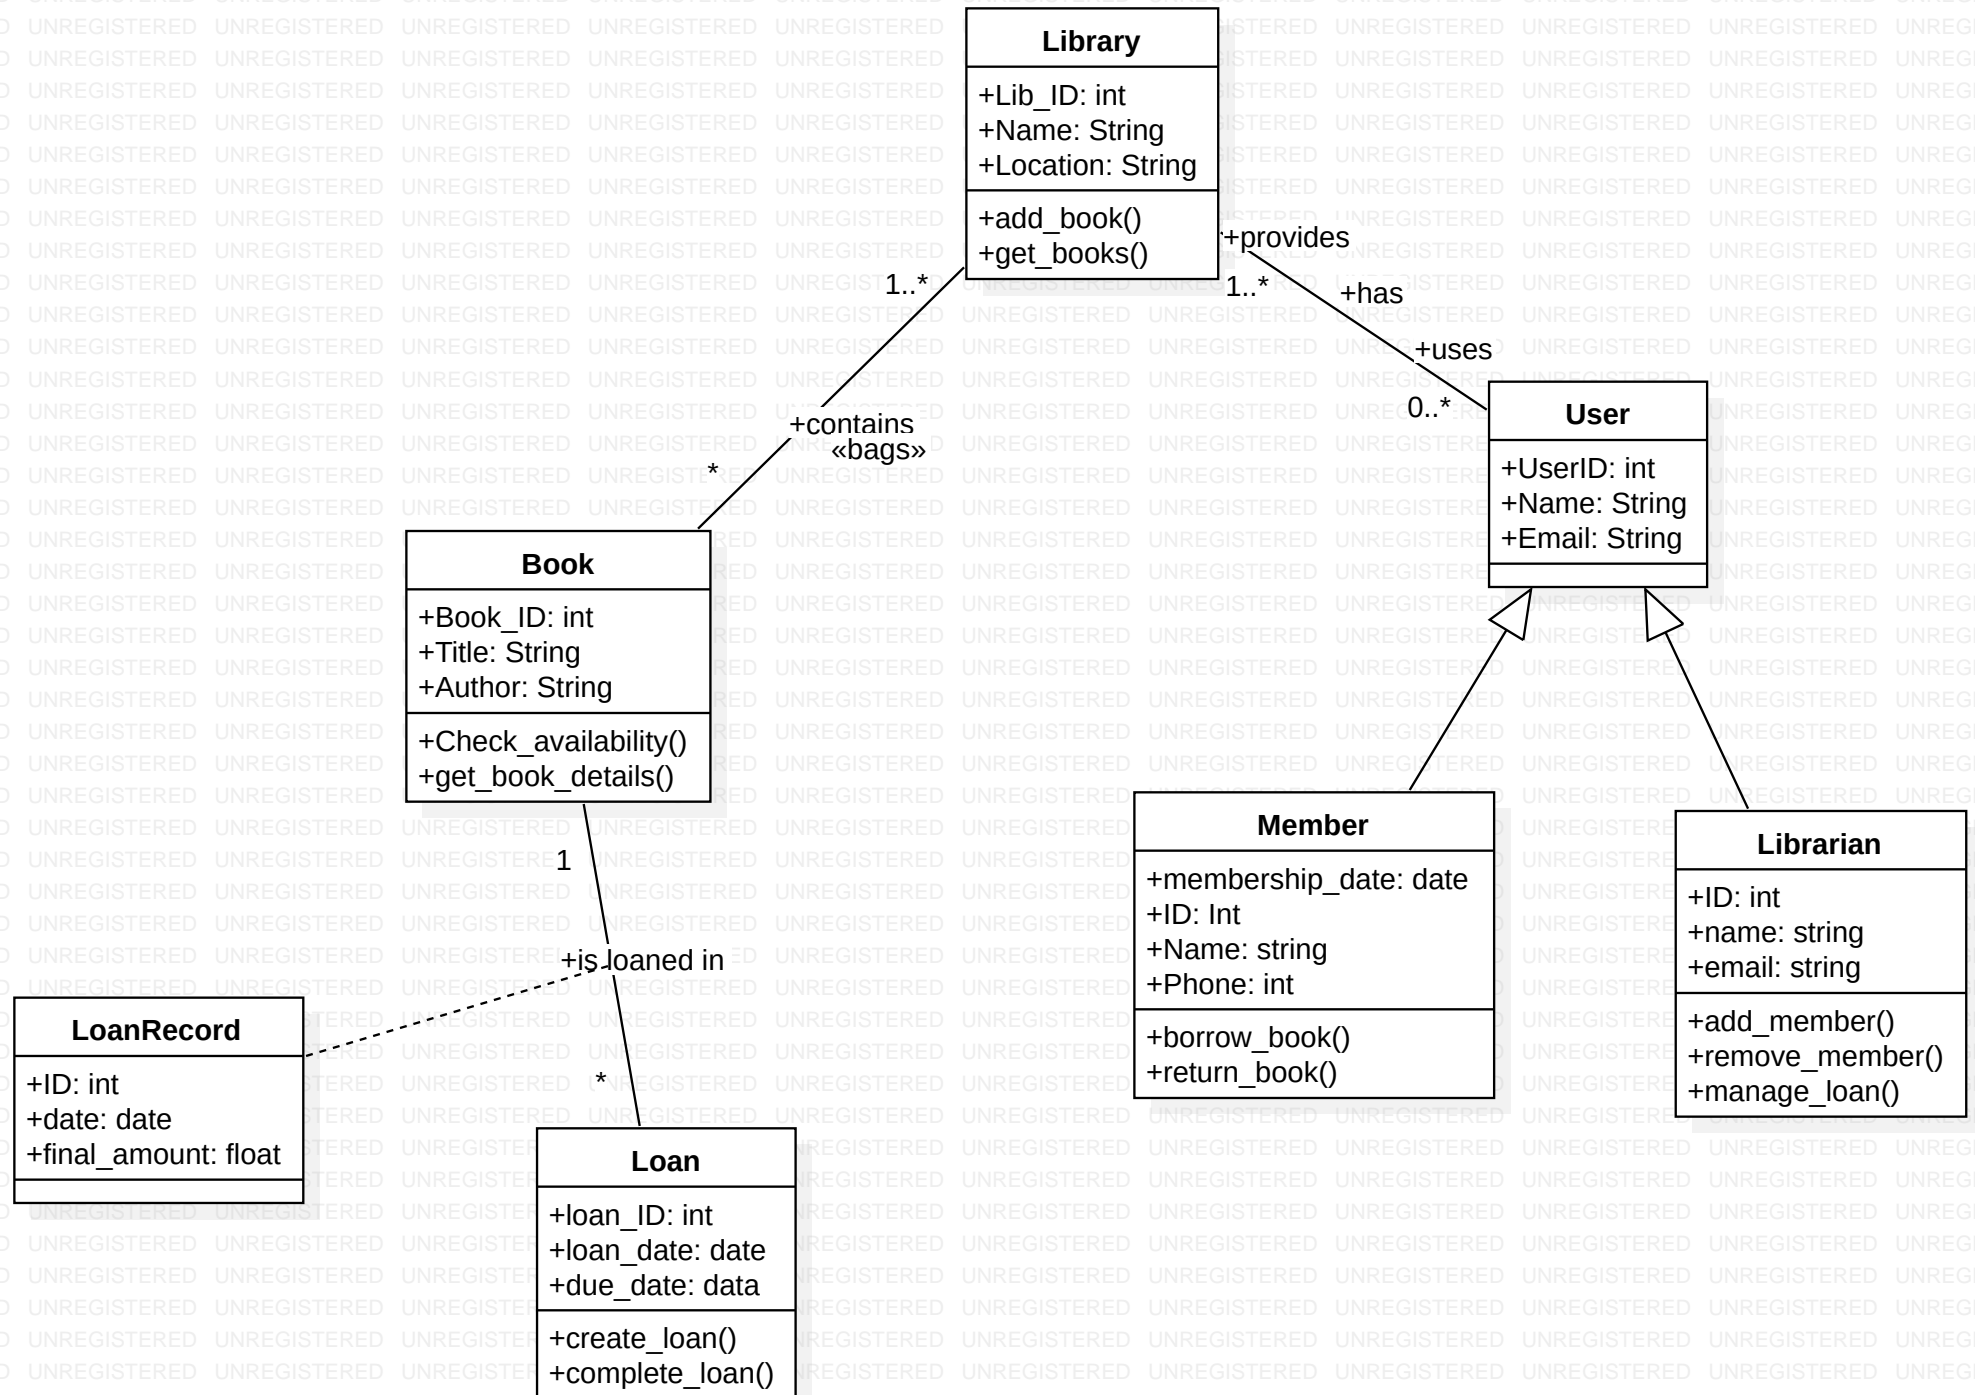 Library
+Lib_ID: int
+Name: String
+Location: String
+add_book()
+get_books()
+provides
1..*
1..*
+has
+uses
0..*
+contains
«bags»
*
User
+UserID: int
+Name: String
+Email: String
Book
+Book_ID: int
+Title: String
+Author: String
+Check_availability()
+get_book_details()
1
+is loaned in
*
Member
+membership_date: date
+ID: Int
+Name: string
+Phone: int
+borrow_book()
+return_book()
Librarian
+ID: int
+name: string
+email: string
+add_member()
+remove_member()
+manage_loan()
LoanRecord
+ID: int
+date: date
+final_amount: float
Loan
+loan_ID: int
+loan_date: date
+due_date: data
+create_loan()
+complete_loan()
UNREGISTERED